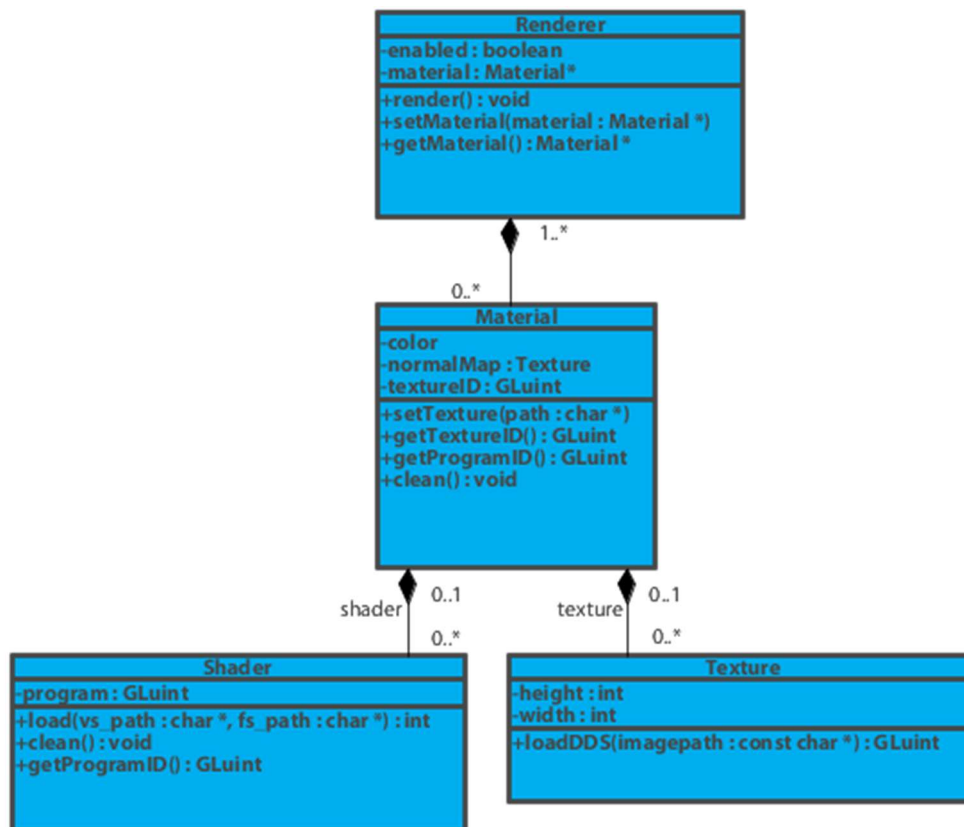 Renderer
-enabled : boolean
-material : Material*
+render() : void
+setMaterial(material : Material *)
+getMaterial() : Material *
1..*
0..*
Material
-color
-normalMap : Texture
-textureID : GLuint
+setTexture(path : char *)
+getTextureID() : GLuint
+getProgramID() : GLuint
+clean() : void
0..1
shader
0..*
0..1
texture
0..*
Shader
-program : GLuint
+load(vs_path : char *, fs_path : char *) : int
+clean() : void
+getProgramID() : GLuint
Texture
-height : int
-width : int
+loadDDS(imagepath : const char *) : GLuint